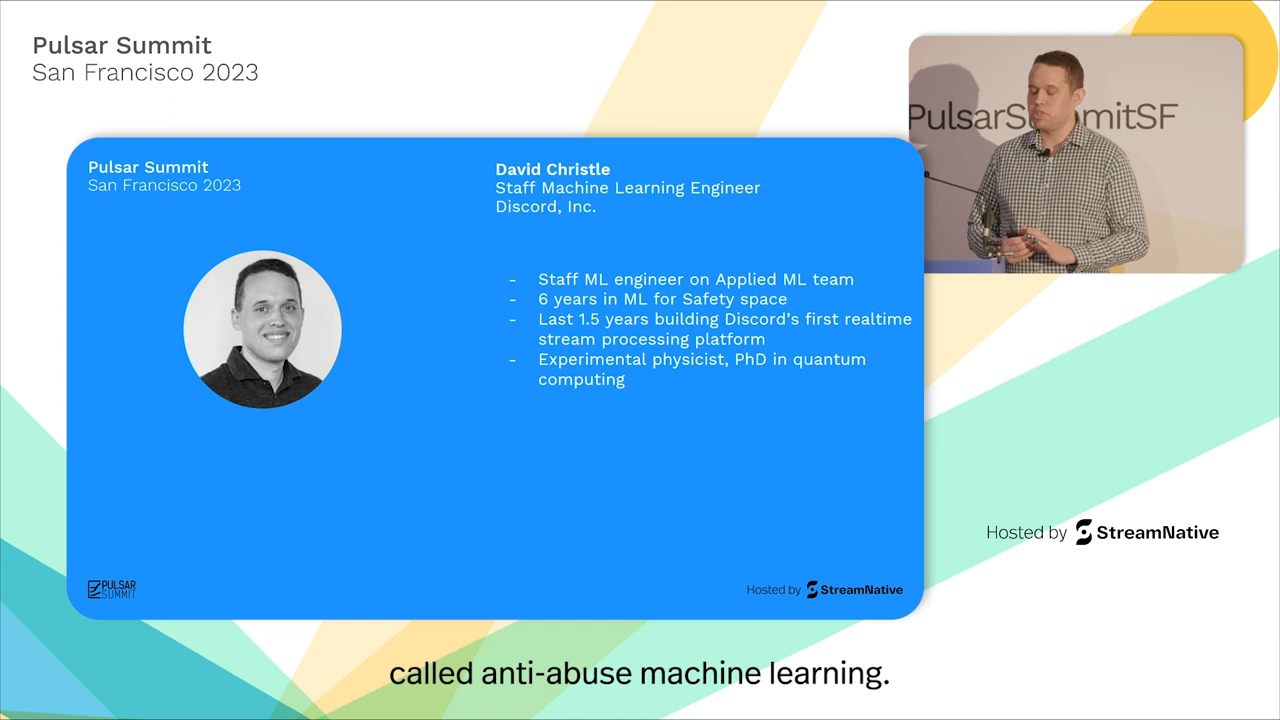 Pulsar Summit
San Francisco 2023
PulsarS mmitSF
Pulsar Summit
San Francisco 2023
David Christle
Staff Machine Learning Engineer
Discord, Inc.
- Staff ML engineer on Applied ML team
- 6 years in ML for Safety space
- Last 1.5 years building Discord’s first realtime
stream processing platform
- Experimental physicist, PhD in quantum
computing
Hosted by StreamNative
PULSAR
SUMMIT
Hosted by StreamNative
called anti-abuse machine learning.